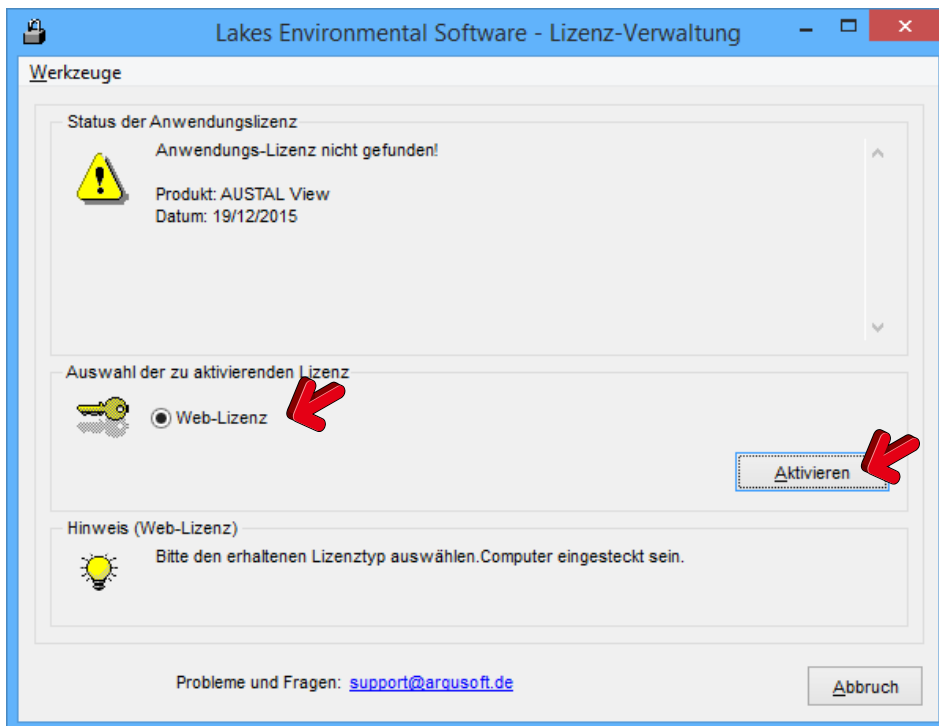 Lakes Environmental Software - Lizenz-Verwaltung
Werkzeuge
Status der Anwendungslizenz
Anwendungs-Lizenz nicht gefunden!
Produkt: AUSTAL View
Datum: 19/12/2015
Auswahl der zu aktivierenden Lizenz
Web-Lizenz
Aktivieren
Hinweis (Web-Lizenz)
Bitte den erhaltenen Lizenztyp auswählen.Computer eingesteckt sein.
Probleme und Fragen: support@argusoft.de
Abbruch